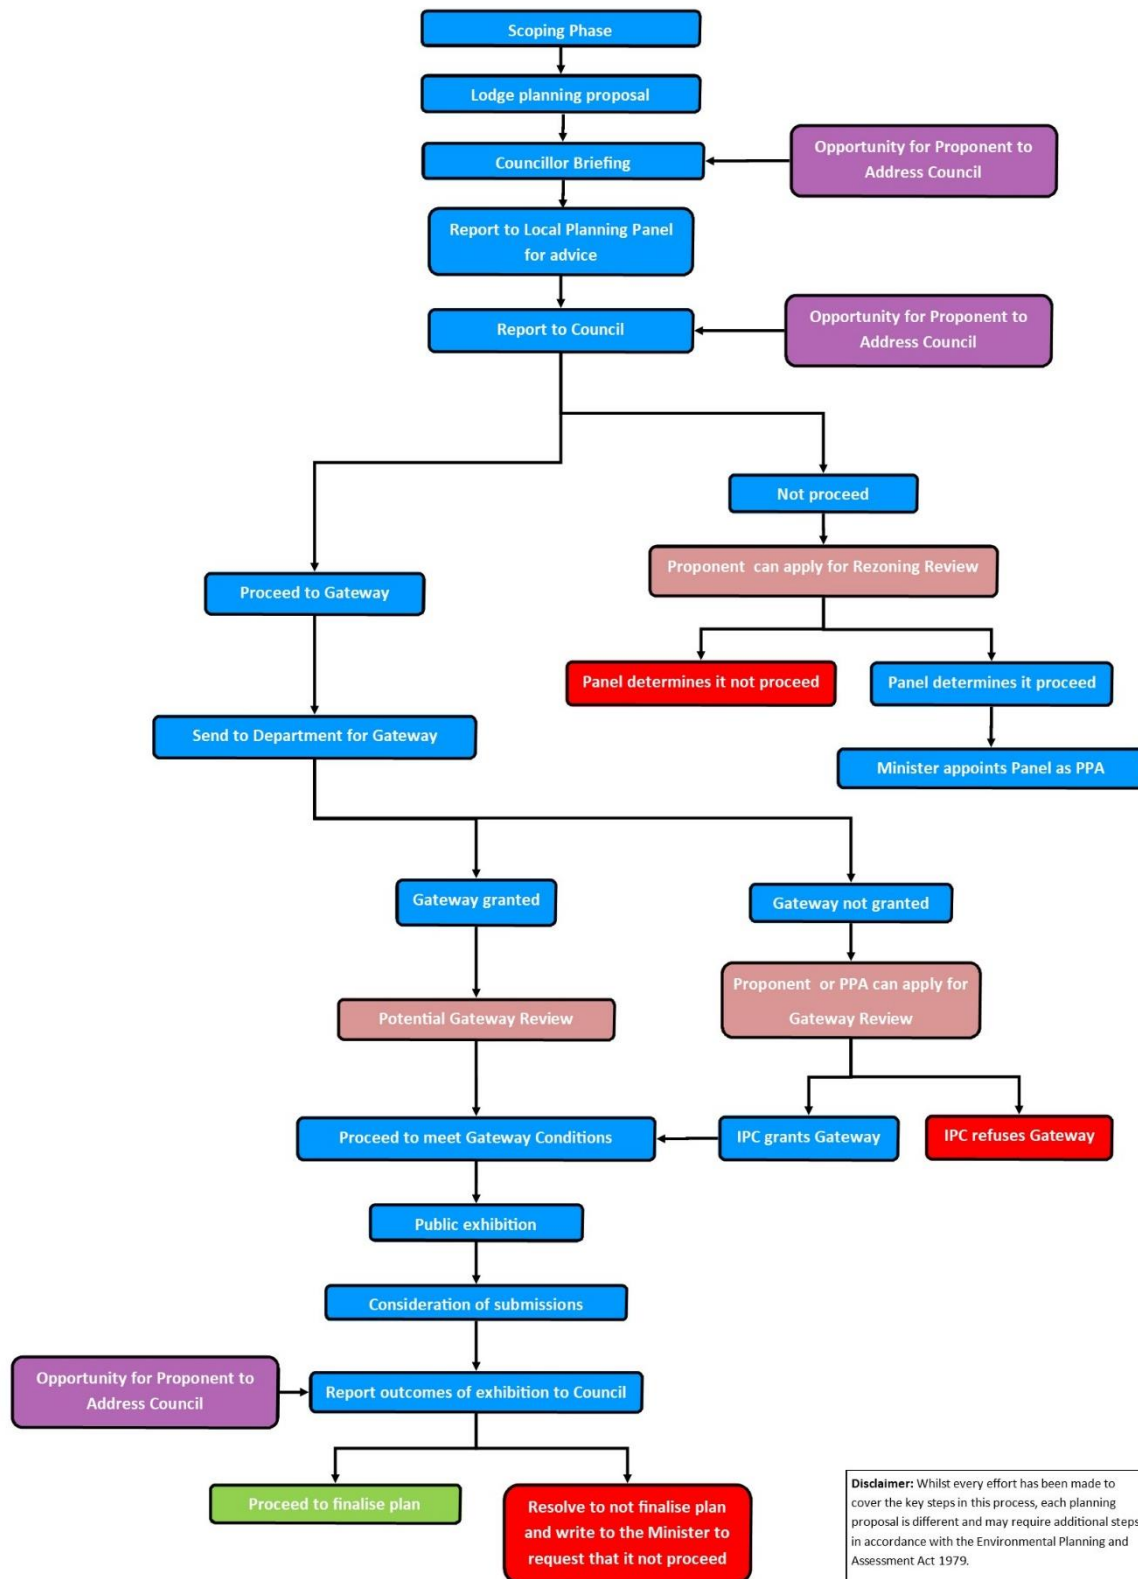 Scoping Phase
Lodge planning proposal
Councillor Briefing
Opportunity for Proponent to
Address Council
Report to Local Planning Panel
for advice
Report to Council
Opportunity for Proponent to
Address Council
Not proceed
Proponent  can apply for Rezoning Review
Proceed to Gateway
Panel determines it not proceed
Panel determines it proceed
Send to Department for Gateway
Minister appoints Panel as PPA
Gateway granted
Gateway not granted
Potential Gateway Review
Proponent  or PPA can apply for
Gateway Review
Proceed to meet Gateway Conditions
IPC grants Gateway
IPC refuses Gateway
Public exhibition
Consideration of submissions
Opportunity for Proponent to
Address Council
Report outcomes of exhibition to Council
Proceed to finalise plan
Resolve to not finalise plan
and write to the Minister to
request that it not proceed
Disclaimer: Whilst every effort has been made to
cover the key steps in this process, each planning
proposal is different and may require additional steps
in accordance with the Environmental Planning and
Assessment Act 1979.